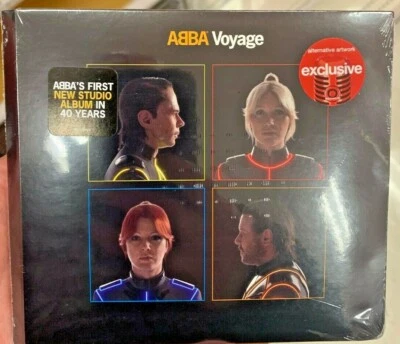 ABBA Voyage
ABBA'S FIRST
NEW STUDIO
ALBUM IN
40 YEARS
alternative artwork
exclusive